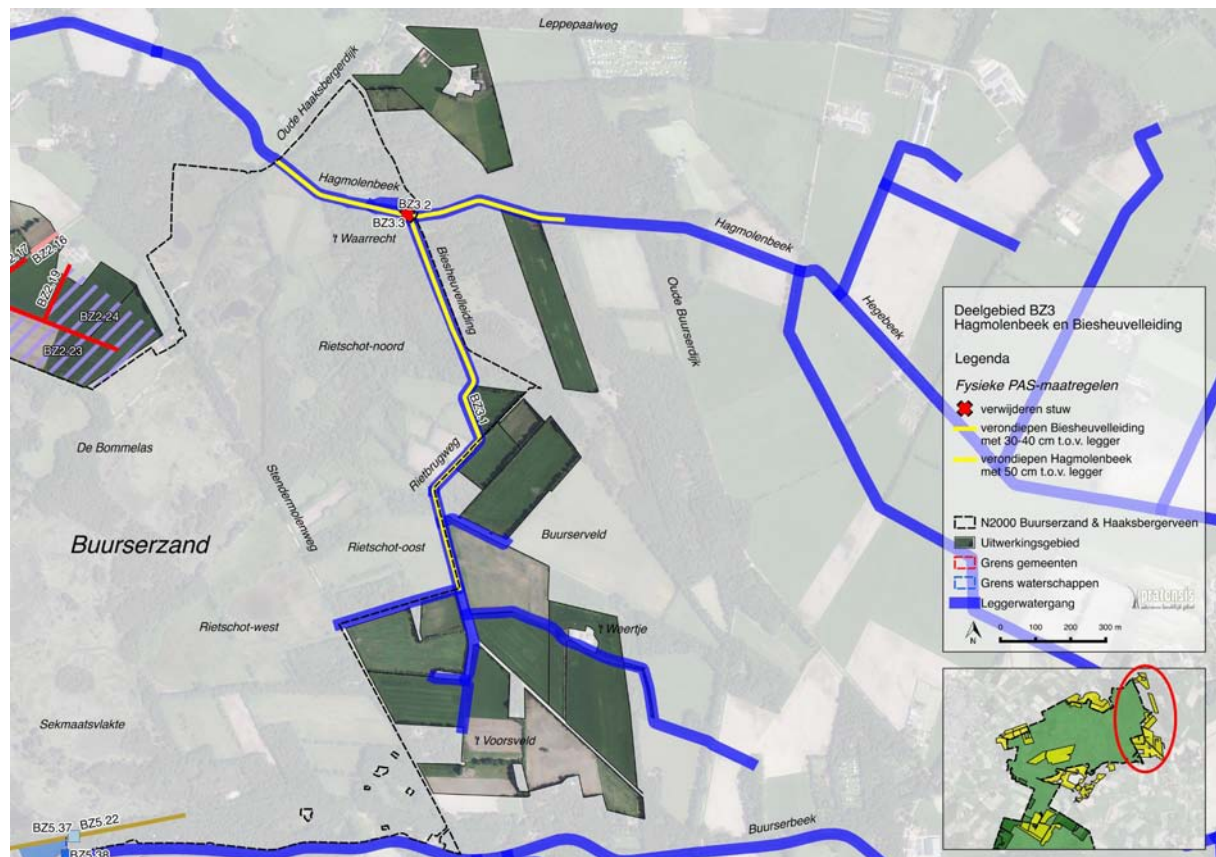 Leppepaalweg
Oude Haaksbergerdijk
Hagmolenbeek
BZ3.2
BZ3.3
't Waarrecht
Biesheuvelleiding
Hagmolenbeek
Hegebeek
Oude Buurserdijk
BZ2.16
BZ2.19
BZ2-24
BZ2-23
Rietschot-noord
BZ3.1
De Bommelas
Rietbrugweg
Stendermolenweg
Buurserzand
Rietschot-oost
Buurserveld
Rietschot-west
't Weertje
Sekmaatsvlakte
't Voorsveld
BZ5.37
BZ5.22
BZ5.38
Buurserbeek
Deelgebied BZ3
Hagmolenbeek en Biesheuvelleiding
Legenda
Fysieke PAS-maatregelen
verwijderen stuw
verondiepen Biesheuvelleiding
met 30-40 cm t.o.v. legger
verondiepen Hagmolenbeek
met 50 cm t.o.v. legger
N2000 Buurserzand & Haaksbergerveen
Uitwerkingsgebied
Grens gemeenten
Grens waterschappen
Leggerwatergang
pratensis
N
0 100 200 300 m